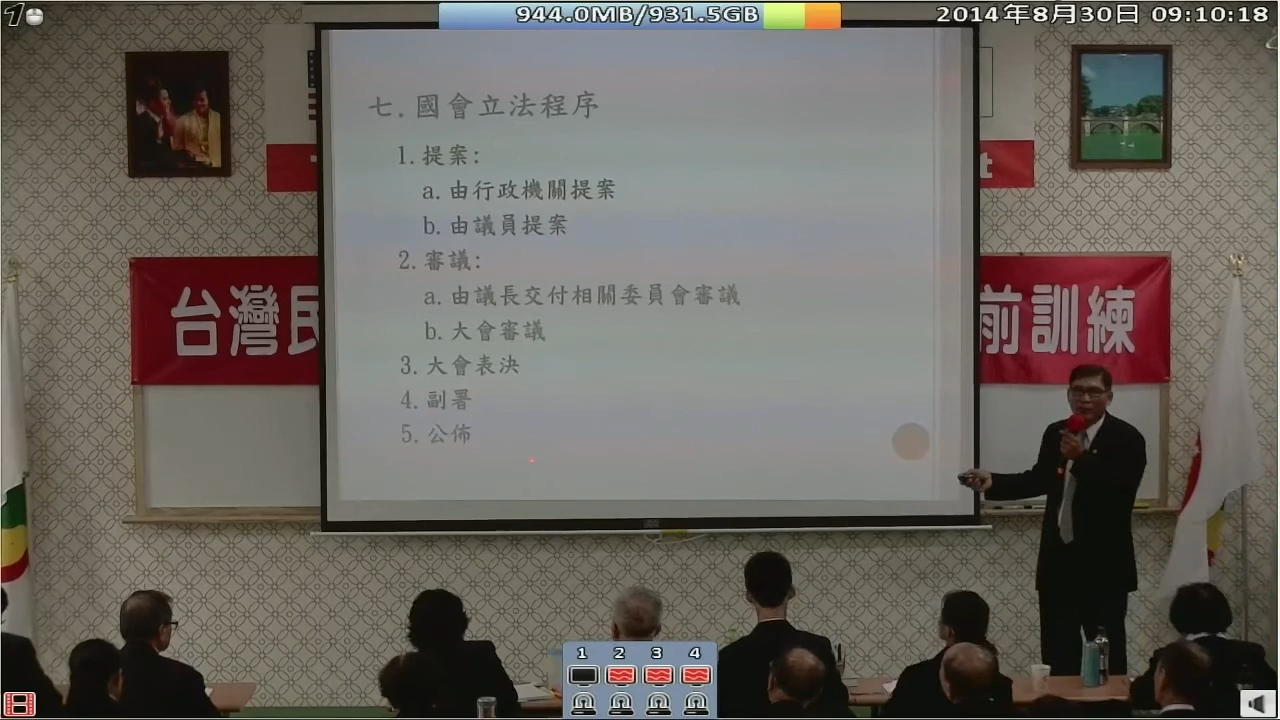 1
944.0MB/931.5GB
2014年8月30日 09:10:18
七.國會立法程序
1.提案:
a.由行政機關提案
b.由議員提案
2.審議:
a.由議長交付相關委員會審議
b.大會審議
3.大會表決
4.副署
5.公佈
t
台灣民
前訓練
1 2 3 4